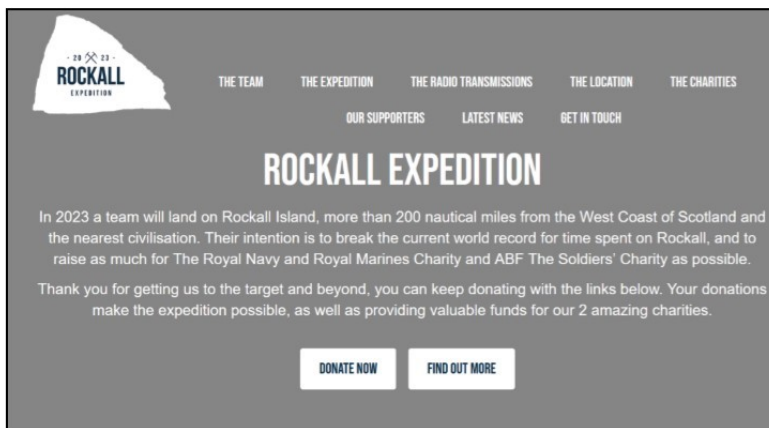 · 20 23 ·
ROCKALL
EXPEDITION
THE TEAM THE EXPEDITION THE RADIO TRANSMISSIONS THE LOCATION THE CHARITIES
OUR SUPPORTERS LATEST NEWS GET IN TOUCH
ROCKALL EXPEDITION
In 2023 a team will land on Rockall Island, more than 200 nautical miles from the West Coast of Scotland and
the nearest civilisation. Their intention is to break the current world record for time spent on Rockall, and to
raise as much for The Royal Navy and Royal Marines Charity and ABF The Soldiers' Charity as possible.
Thank you for getting us to the target and beyond, you can keep donating with the links below. Your donations
make the expedition possible, as well as providing valuable funds for our 2 amazing charities.
DONATE NOW FIND OUT MORE